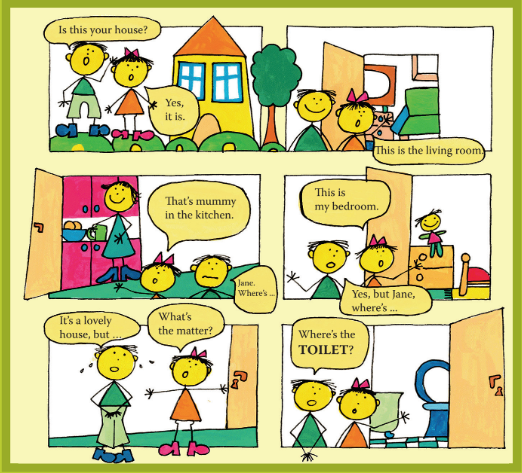 Is this your house?
Yes,
it is.
This is the living room.
That's mummy
in the kitchen.
Jane.
Where's ...
This is
my bedroom.
Yes, but Jane,
where's ...
It's a lovely
house, but ...
What's
the matter?
Where's the
TOILET?